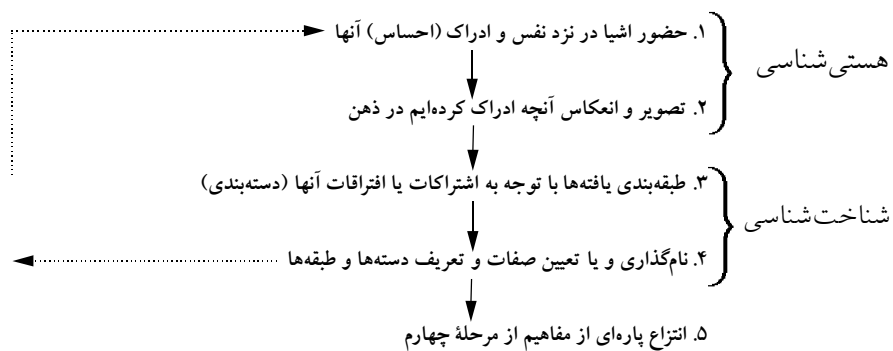 ۱. حضور اشیا در نزد نفس و ادراک (احساس) آنها
هستی‌شناسی
۲. تصویر و انعکاس آنچه ادراک کرده‌ایم در ذهن
۳. طبقه‌بندی یافته‌ها با توجه به اشتراکات یا افتراقات آنها (دسته‌بندی)
شناخت‌شناسی
۴. نام‌گذاری و یا تعیین صفات و تعریف دسته‌ها و طبقه‌ها
۵. انتزاع پاره‌ای از مفاهیم از مرحلهٔ چهارم